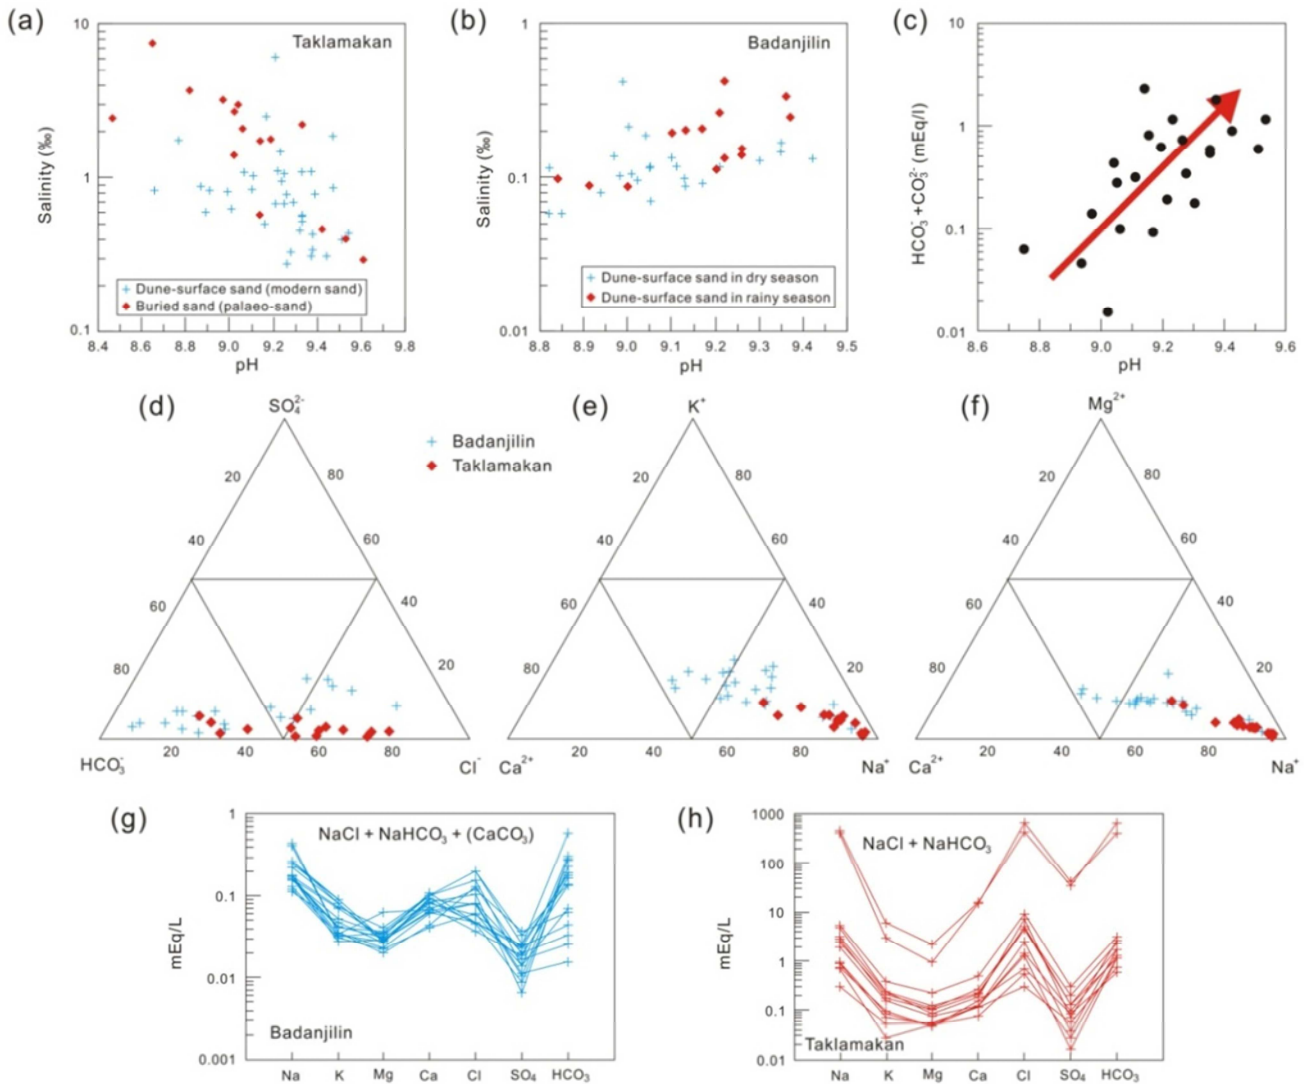 (a)
10
1
0.1
Salinity (‰)
Taklamakan
Dune-surface sand (modern sand)
Buried sand (palaeo-sand)
8.4 8.6 8.8 9.0 9.2 9.4 9.6 9.8
pH
(b)
1
0.1
0.01
Salinity (‰)
Badanjilin
Dune-surface sand in dry season
Dune-surface sand in rainy season
8.8 8.9 9.0 9.1 9.2 9.3 9.4 9.5
pH
(c)
10
1
0.1
0.01
HCO₃⁻+CO₃²⁻ (mEq/l)
8.6 8.8 9.0 9.2 9.4 9.6
pH
(d)
SO₄²⁻
20 80
40 60
60 40
80 20
20 40 60 80
HCO₃⁻ Cl⁻
Badanjilin
Taklamakan
(e)
K⁺
20 80
40 60
60 40
80 20
20 40 60 80
Ca²⁺ Na⁺
(f)
Mg²⁺
20 80
40 60
60 40
80 20
20 40 60 80
Ca²⁺ Na⁺
(g)
1
0.1
0.01
0.001
mEq/L
NaCl + NaHCO₃ + (CaCO₃)
Badanjilin
Na K Mg Ca Cl SO₄ HCO₃
(h)
1000
100
10
1
0.1
0.01
mEq/L
NaCl + NaHCO₃
Taklamakan
Na K Mg Ca Cl SO₄ HCO₃